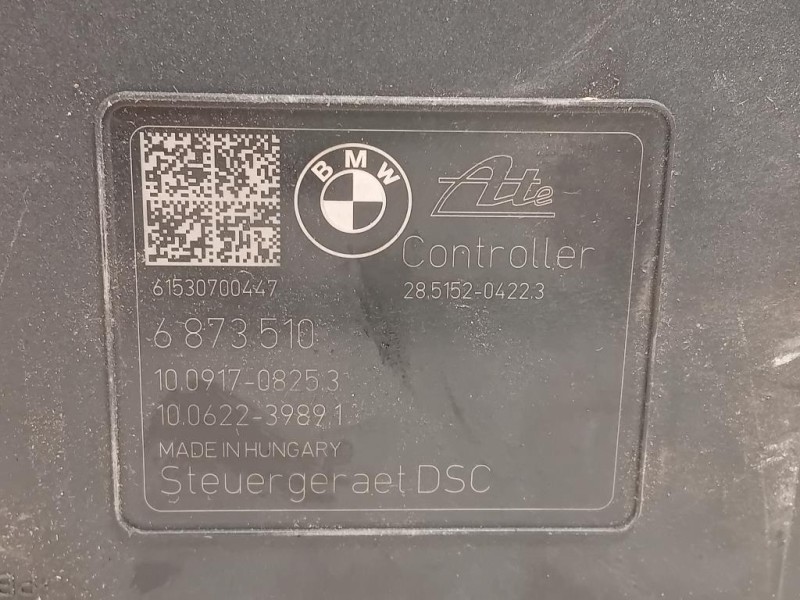 BMW
Ate
Controller
61530700447 28.5152-0422.3
6 873 510
10.0917-0825.3
10.0622-3989.1
MADE IN HUNGARY
Steuergeraet DSC